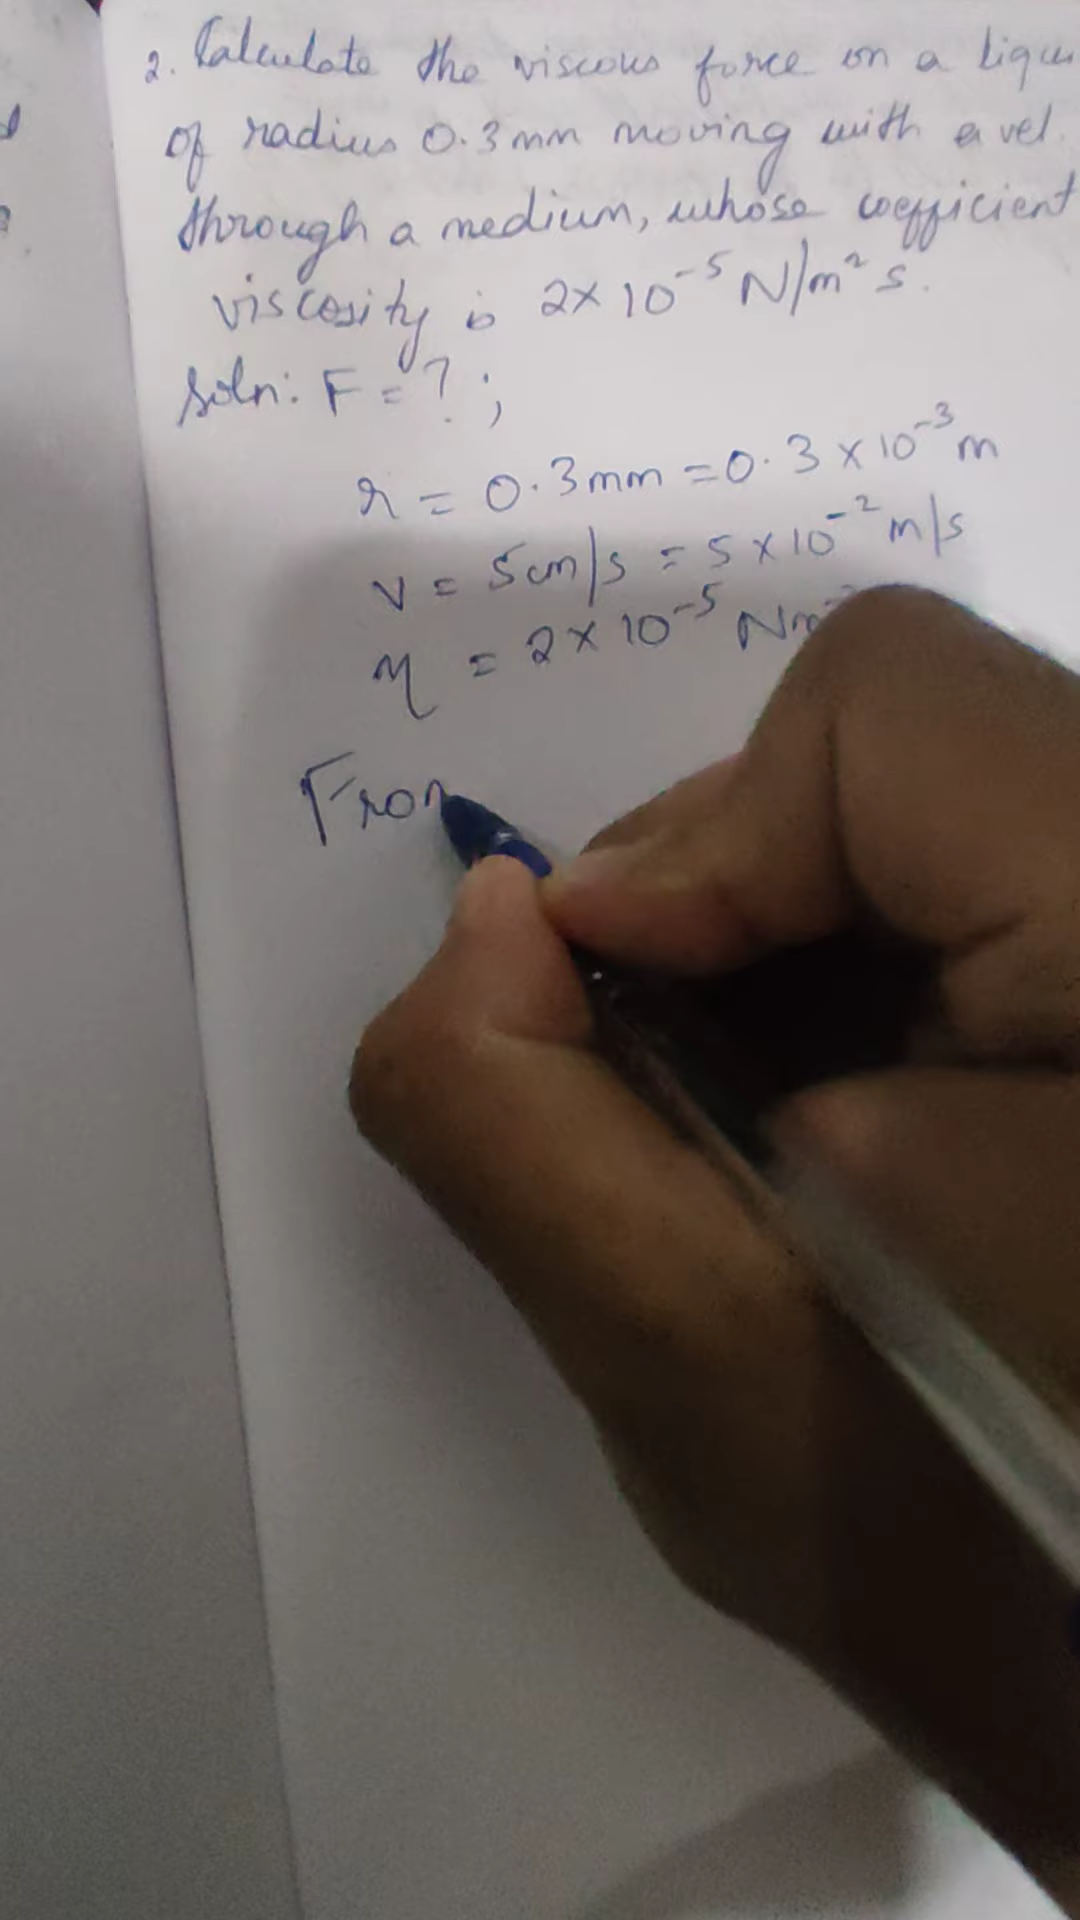 2. Calculate the viscous force on a
of radius 0.3mm moving with a vel.
through a medium, whose coefficient
viscosity is 2×10⁻⁵ N/m² s.
Soln: F = ? ;
r = 0.3mm = 0.3 × 10⁻³ m
v = 5cm/s = 5 × 10⁻² m/s
η = 2 × 10⁻⁵
From